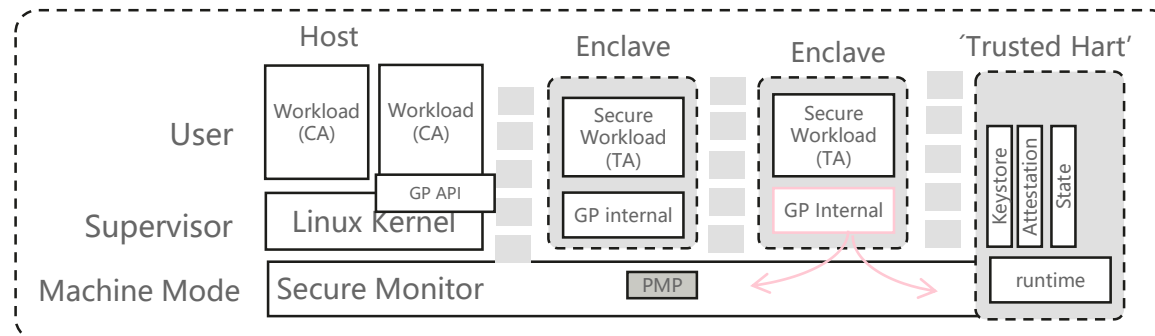 Host
Enclave
Enclave
‘Trusted Hart’
User
Supervisor
Machine Mode
Workload
(CA)
Workload
(CA)
GP API
Linux Kernel
Secure
Workload
(TA)
GP internal
Secure
Workload
(TA)
GP Internal
Keystore
Attestation
State
runtime
Secure Monitor
PMP